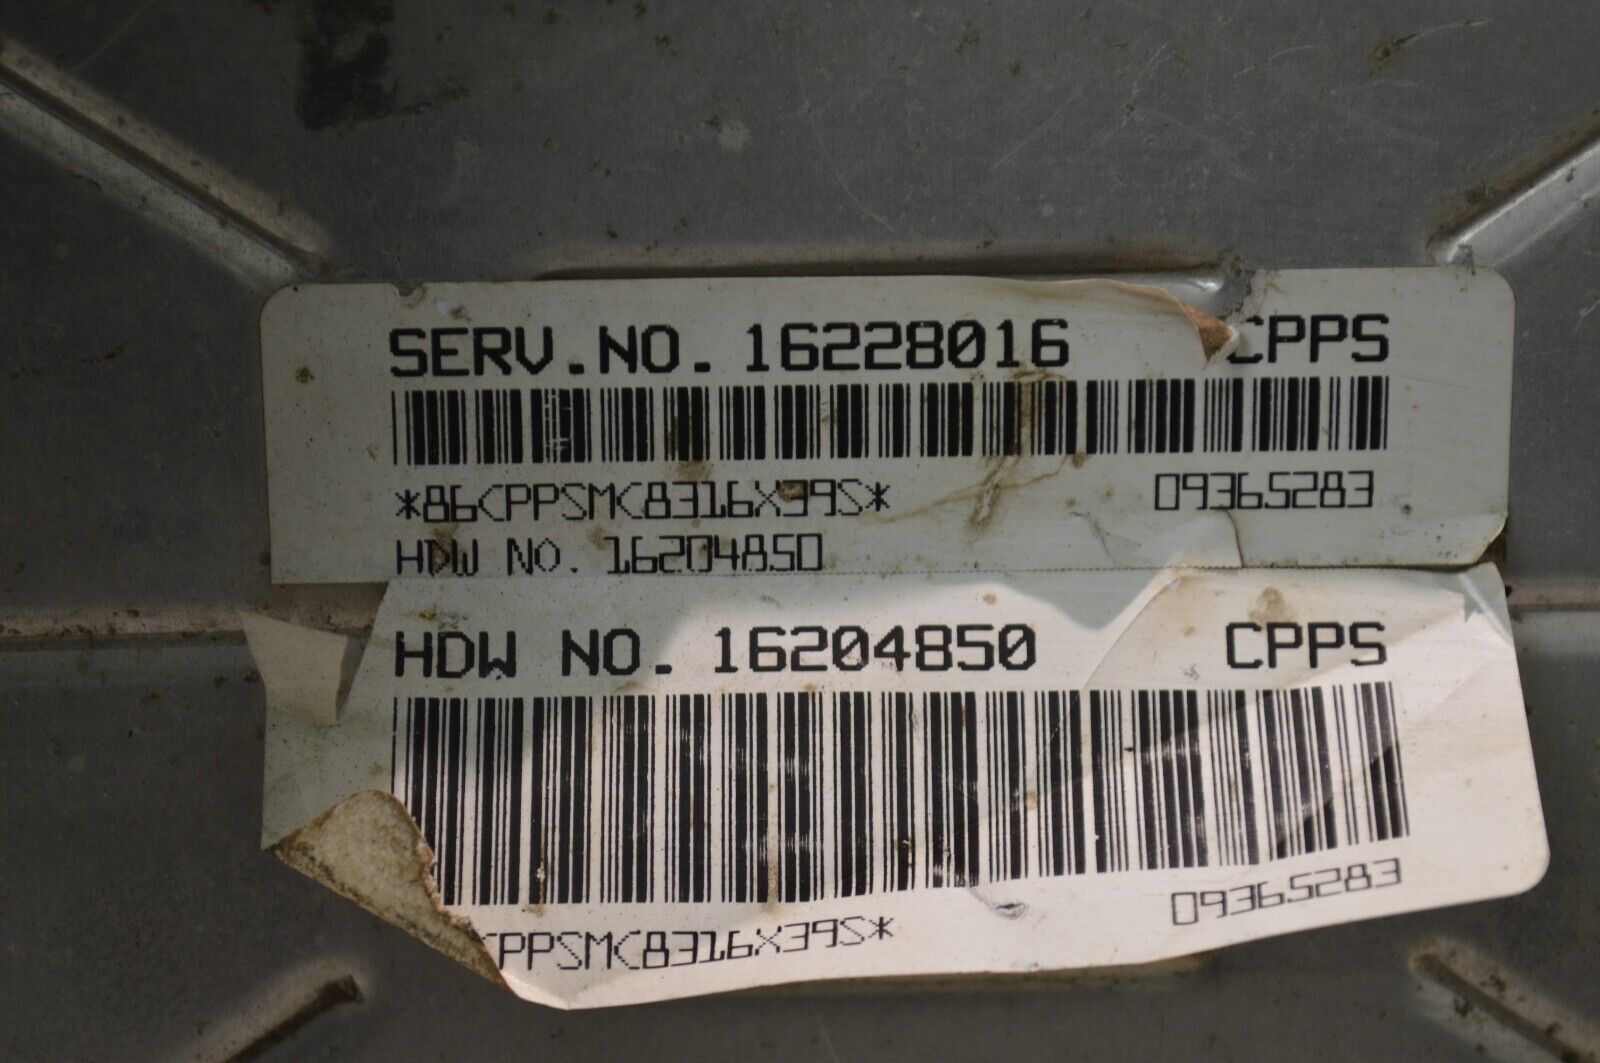 SERV.NO. 16228016 CPPS
*86CPPSMC8316X39S* 09365283
HDW NO. 16204850
HDW NO. 16204850 CPPS
09365283
CPPSMC8316X39S*